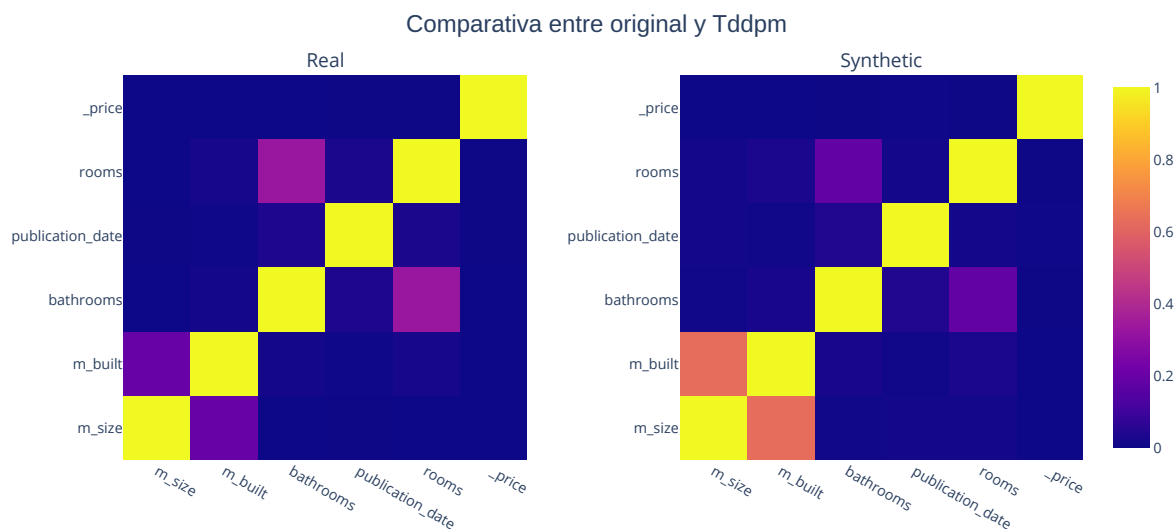 Comparativa entre original y Tddpm
Real
_price
rooms
publication_date
bathrooms
m_built
m_size
m_size
m_built
bathrooms
publication_date
rooms
_price
Synthetic
_price
rooms
publication_date
bathrooms
m_built
m_size
m_size
m_built
bathrooms
publication_date
rooms
_price
1
0.8
0.6
0.4
0.2
0